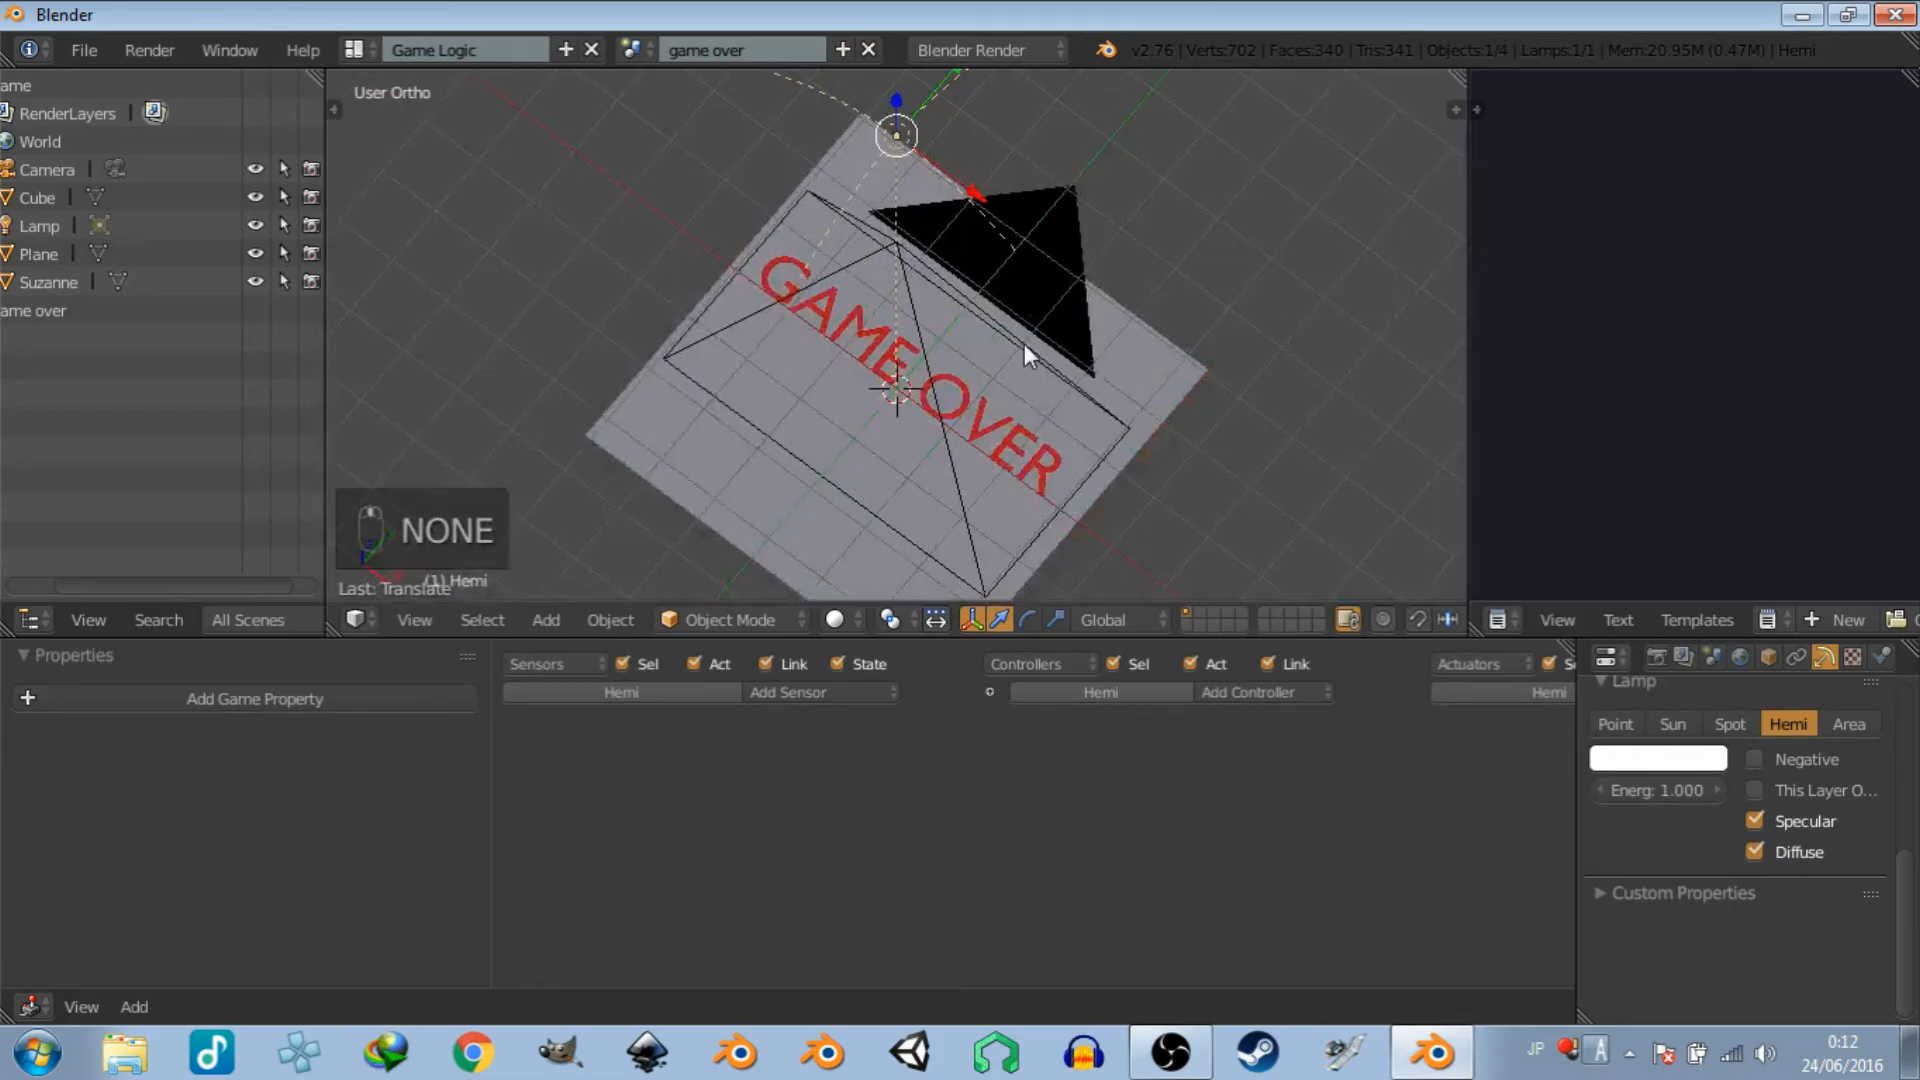 Blender
File Render Window Help Game Logic game over Blender Render v2.76 | Verts:702 | Faces:340 | Tris:341 | Objects:1/4 | Lamps:1/1 | Mem:20.95M (0.47M) | Hemi
ame
RenderLayers
World
Camera
Cube
Lamp
Plane
Suzanne
ame over
User Ortho
GAME OVER
NONE
(1) Hemi
Last: Translate
View Search All Scenes
View Select Add Object Object Mode Global
View Text Templates New
Properties
Add Game Property
Sensors Sel Act Link State
Hemi Add Sensor
Controllers Sel Act Link
Hemi Add Controller
Actuators S
Hemi
Lamp
Point Sun Spot Hemi Area
Negative
Energ: 1.000 This Layer O...
Specular
Diffuse
Custom Properties
View Add
JP A
0:12
24/06/2016